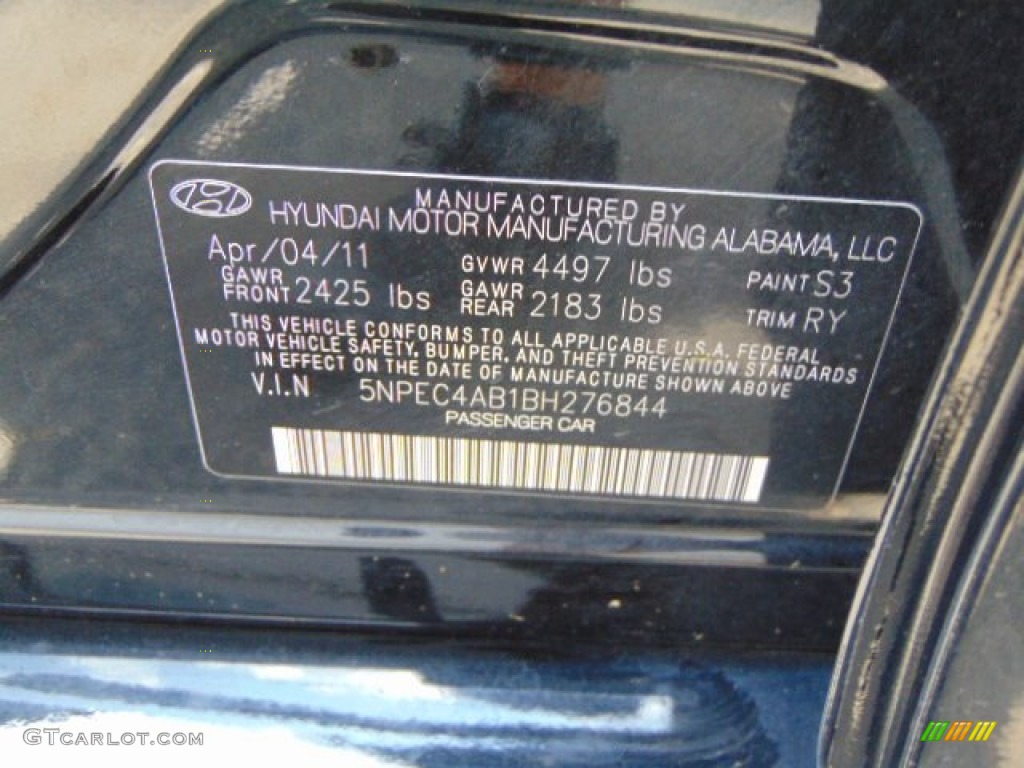 MANUFACTURED BY
HYUNDAI MOTOR MANUFACTURING ALABAMA, LLC
Apr/04/11 GVWR 4497 lbs PAINT S3
GAWR FRONT 2425 lbs GAWR REAR 2183 lbs TRIM RY
THIS VEHICLE CONFORMS TO ALL APPLICABLE U.S.A. FEDERAL
MOTOR VEHICLE SAFETY, BUMPER, AND THEFT PREVENTION STANDARDS
IN EFFECT ON THE DATE OF MANUFACTURE SHOWN ABOVE
V.I.N 5NPEC4AB1BH276844
PASSENGER CAR
GTCARLOT.COM